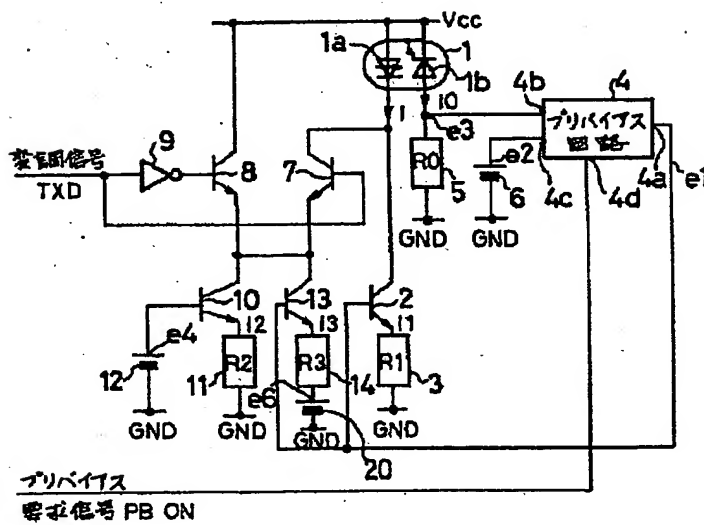 Vcc
1a
1
1b
4b
4
プリバイアス
回路
4a
変調信号
TXD
9
8
7
I
I0
e3
R0
5
e2
6
4c
4d
e1
GND
GND
10
13
2
I2
I3
I1
e4
12
11
R2
R3
14
R1
3
e6
GND
GND
GND
GND
20
プリバイアス
要求信号 PB ON